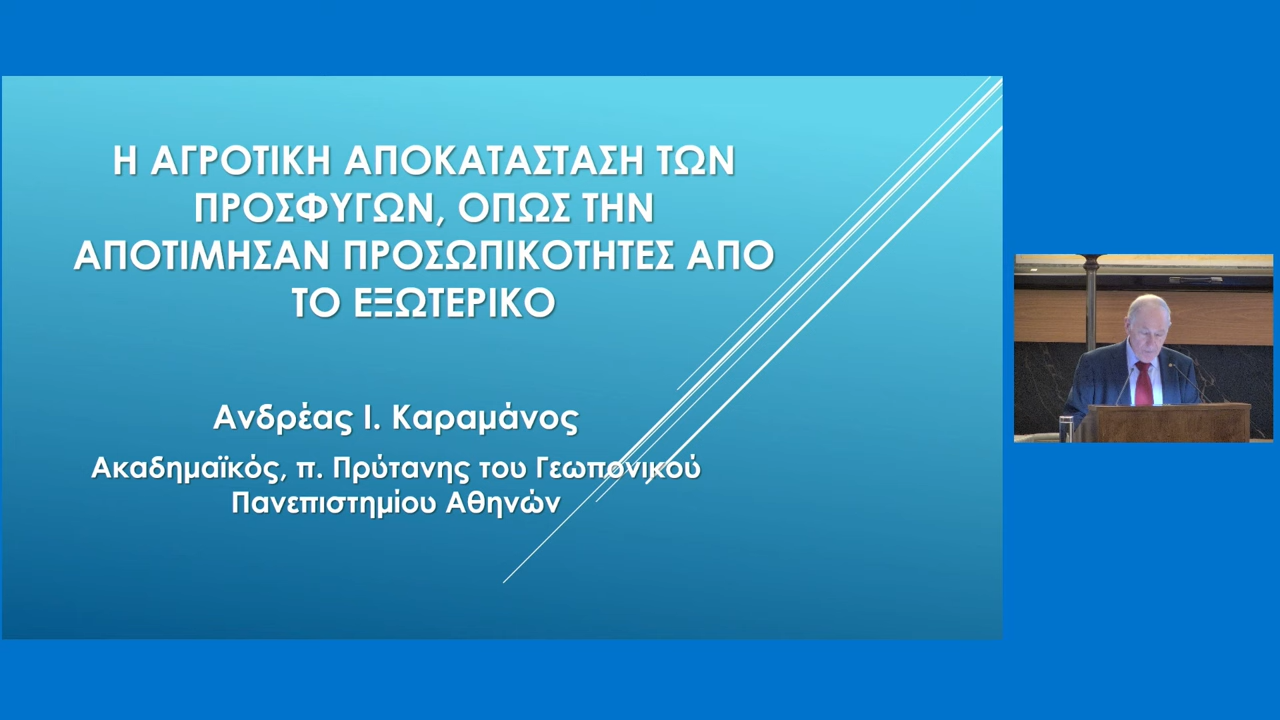 Η ΑΓΡΟΤΙΚΗ ΑΠΟΚΑΤΑΣΤΑΣΗ ΤΩΝ
ΠΡΟΣΦΥΓΩΝ, ΟΠΩΣ ΤΗΝ
ΑΠΟΤΙΜΗΣΑΝ ΠΡΟΣΩΠΙΚΟΤΗΤΕΣ ΑΠΟ
ΤΟ ΕΞΩΤΕΡΙΚΟ
Ανδρέας Ι. Καραμάνος
Ακαδημαϊκός, π. Πρύτανης του Γεωπονικού
Πανεπιστημίου Αθηνών